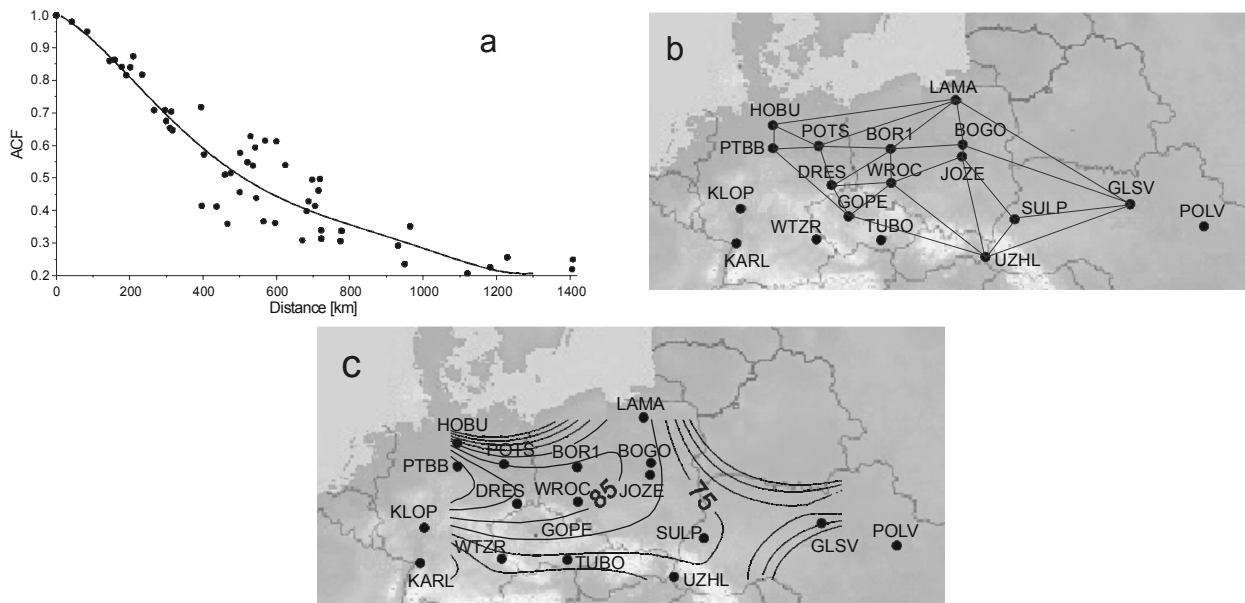 a
1.0
0.9
0.8
0.7
0.6
0.5
0.4
0.3
0.2
ACF
0 200 400 600 800 1000 1200 1400
Distance [km]
b
LAMA
HOBU
POTS
BOR1
BOGO
PTBB
DRES
WROC
JOZE
KLOP
GOPE
SULP
GLSV
WTZR
TUBO
POLV
KARL
UZHL
c
LAMA
HOBU
POTS
BOR1
BOGO
PTBB
85
75
DRES
WROC
JOZE
KLOP
GOPE
SULP
GLSV
POLV
WTZR
TUBO
KARL
UZHL